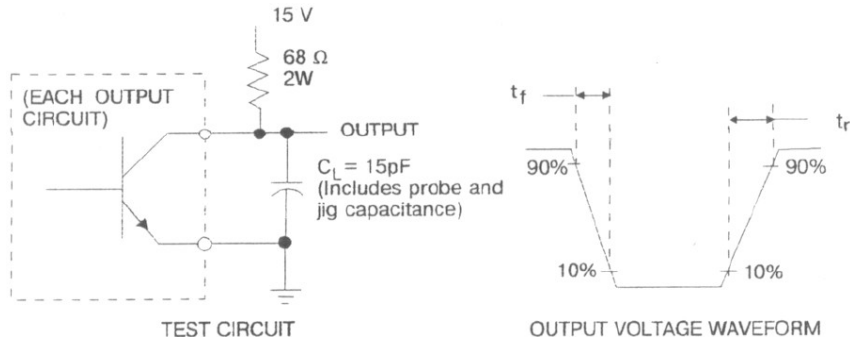 15 V
68 Ω
2W
(EACH OUTPUT
CIRCUIT)
OUTPUT
C_L = 15pF
(Includes probe and
jig capacitance)
TEST CIRCUIT
t_f
t_r
90%
90%
10%
10%
OUTPUT VOLTAGE WAVEFORM